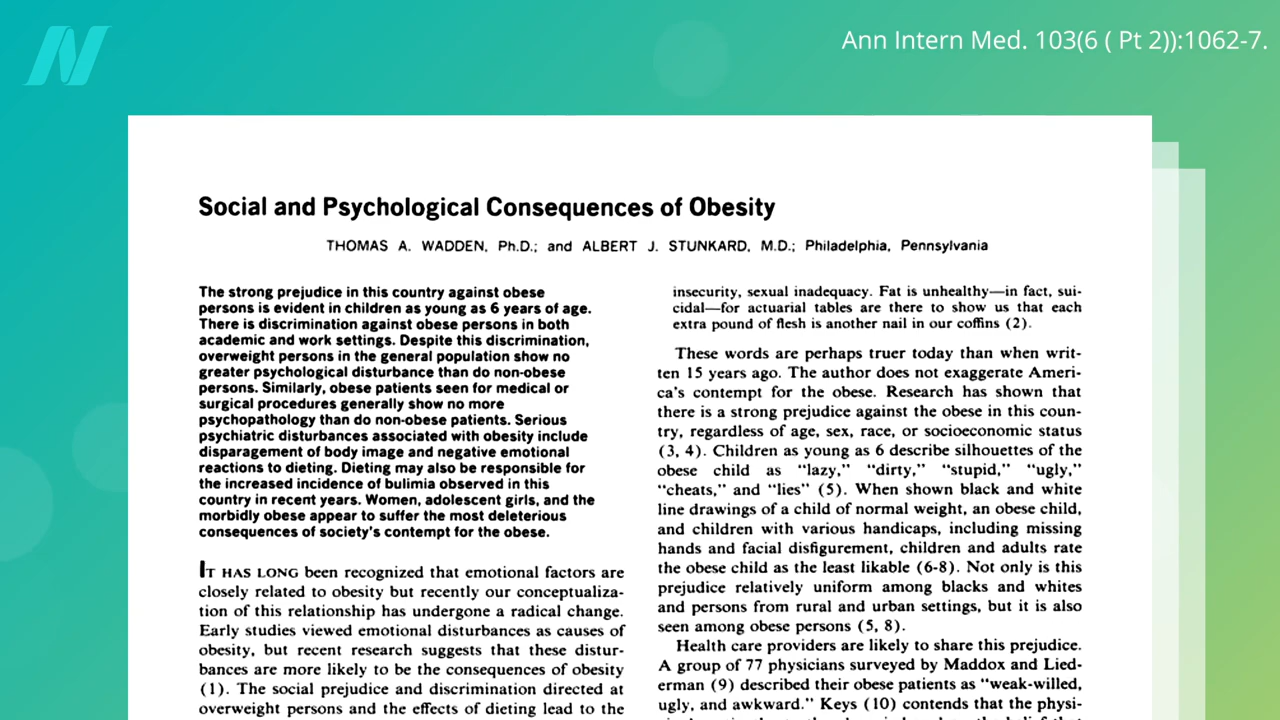 Ann Intern Med. 103(6 ( Pt 2)):1062-7.
Social and Psychological Consequences of Obesity
THOMAS A. WADDEN, Ph.D.; and ALBERT J. STUNKARD, M.D.; Philadelphia, Pennsylvania
The strong prejudice in this country against obese
persons is evident in children as young as 6 years of age.
There is discrimination against obese persons in both
academic and work settings. Despite this discrimination,
overweight persons in the general population show no
greater psychological disturbance than do non-obese
persons. Similarly, obese patients seen for medical or
surgical procedures generally show no more
psychopathology than do non-obese patients. Serious
psychiatric disturbances associated with obesity include
disparagement of body image and negative emotional
reactions to dieting. Dieting may also be responsible for
the increased incidence of bulimia observed in this
country in recent years. Women, adolescent girls, and the
morbidly obese appear to suffer the most deleterious
consequences of society's contempt for the obese.
IT HAS LONG been recognized that emotional factors are
closely related to obesity but recently our conceptualiza-
tion of this relationship has undergone a radical change.
Early studies viewed emotional disturbances as causes of
obesity, but recent research suggests that these distur-
bances are more likely to be the consequences of obesity
(1). The social prejudice and discrimination directed at
overweight persons and the effects of dieting lead to the
insecurity, sexual inadequacy. Fat is unhealthy—in fact, sui-
cidal—for actuarial tables are there to show us that each
extra pound of flesh is another nail in our coffins (2).
These words are perhaps truer today than when writ-
ten 15 years ago. The author does not exaggerate Ameri-
ca's contempt for the obese. Research has shown that
there is a strong prejudice against the obese in this coun-
try, regardless of age, sex, race, or socioeconomic status
(3, 4). Children as young as 6 describe silhouettes of the
obese child as "lazy," "dirty," "stupid," "ugly,"
"cheats," and "lies" (5). When shown black and white
line drawings of a child of normal weight, an obese child,
and children with various handicaps, including missing
hands and facial disfigurement, children and adults rate
the obese child as the least likable (6-8). Not only is this
prejudice relatively uniform among blacks and whites
and persons from rural and urban settings, but it is also
seen among obese persons (5, 8).
Health care providers are likely to share this prejudice.
A group of 77 physicians surveyed by Maddox and Lied-
erman (9) described their obese patients as "weak-willed,
ugly, and awkward." Keys (10) contends that the physi-